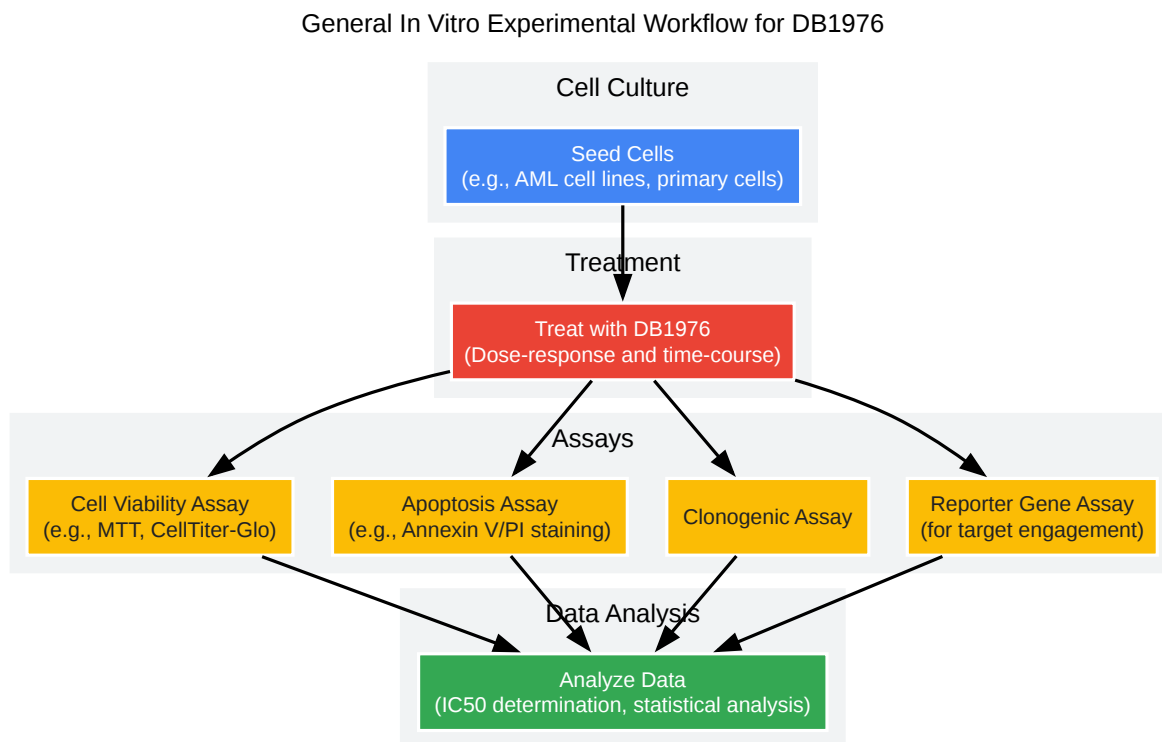 General In Vitro Experimental Workflow for DB1976
Cell Culture
Seed Cells
(e.g., AML cell lines, primary cells)
Treatment
Treat with DB1976
(Dose-response and time-course)
Assays
Cell Viability Assay
(e.g., MTT, CellTiter-Glo)
Apoptosis Assay
(e.g., Annexin V/PI staining)
Clonogenic Assay
Reporter Gene Assay
(for target engagement)
Data Analysis
Analyze Data
(IC50 determination, statistical analysis)